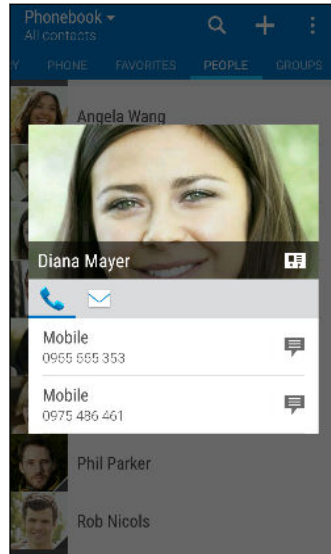 Phonebook
All contacts
Y PHONE FAVORITES PEOPLE GROUPS
Angela Wang
Diana Mayer
Mobile
0955 555 353
Mobile
0975 486 461
Phil Parker
Rob Nicols